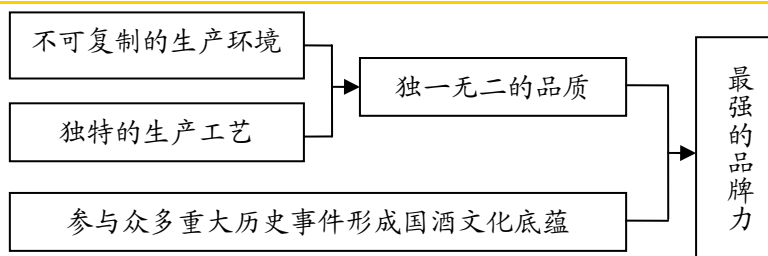 不可复制的生产环境
独特的生产工艺
独一无二的品质
参与众多重大历史事件形成国酒文化底蕴
最强的品牌力